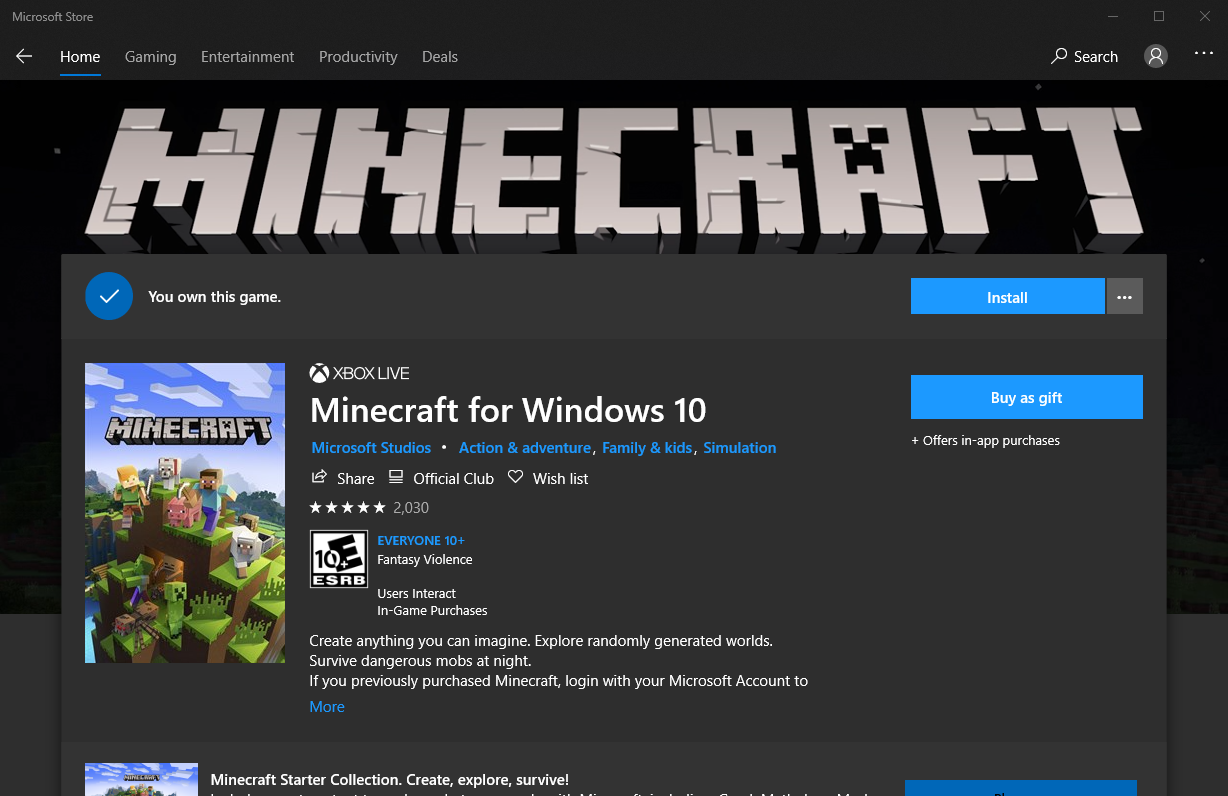 Microsoft Store
Home Gaming Entertainment Productivity Deals Search
MINECRAFT
You own this game.
Install
XBOX LIVE
Minecraft for Windows 10
Buy as gift
Microsoft Studios • Action & adventure, Family & kids, Simulation
+ Offers in-app purchases
MINECRAFT
Share Official Club Wish list
2,030
EVERYONE 10+
10+ E
ESRB
Fantasy Violence
Users Interact
In-Game Purchases
Create anything you can imagine. Explore randomly generated worlds.
Survive dangerous mobs at night.
If you previously purchased Minecraft, login with your Microsoft Account to
More
MINECRAFT
Minecraft Starter Collection. Create, explore, survive!